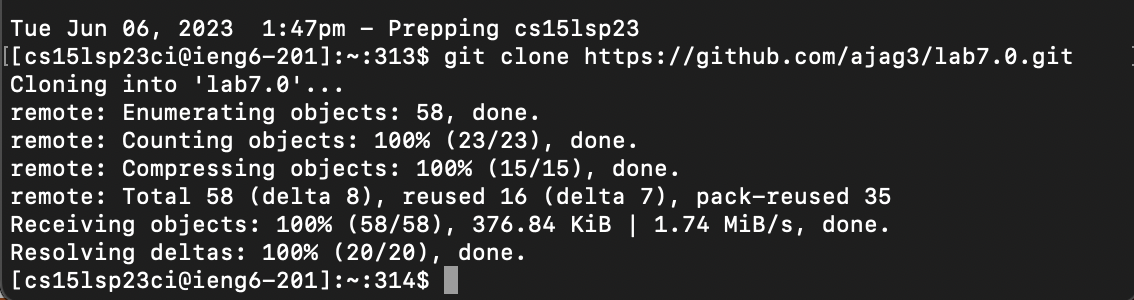 Tue Jun 06, 2023  1:47pm - Prepping cs15lsp23
[[cs15lsp23ci@ieng6-201]:~:313$ git clone https://github.com/ajag3/lab7.0.git ]
Cloning into 'lab7.0'...
remote: Enumerating objects: 58, done.
remote: Counting objects: 100% (23/23), done.
remote: Compressing objects: 100% (15/15), done.
remote: Total 58 (delta 8), reused 16 (delta 7), pack-reused 35
Receiving objects: 100% (58/58), 376.84 KiB | 1.74 MiB/s, done.
Resolving deltas: 100% (20/20), done.
[cs15lsp23ci@ieng6-201]:~:314$